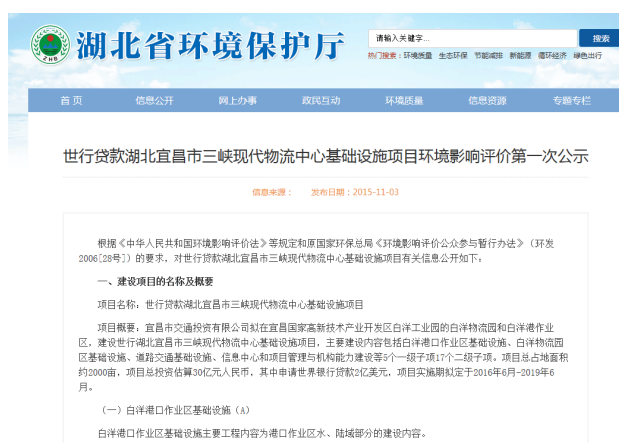 湖北省环境保护厅
ZHB
请输入关键字...
搜索
热门搜索：环境质量 生态环保 节能减排 新能源 循环经济 绿色出行
首页 信息公开 网上办事 政民互动 环境质量 信息资源 专题专栏
世行贷款湖北宜昌市三峡现代物流中心基础设施项目环境影响评价第一次公示
信息来源： 发布日期：2015-11-03
根据《中华人民共和国环境影响评价法》等规定和原国家环保总局《环境影响评价公众参与暂行办法》（环发
2006[28号]）的要求，对世行贷款湖北宜昌市三峡现代物流中心基础设施项目有关信息公开如下：
一、建设项目的名称及概要
项目名称：世行贷款湖北宜昌市三峡现代物流中心基础设施项目
项目概要：宜昌市交通投资有限公司拟在宜昌国家高新技术产业开发区白洋工业园的白洋物流园和白洋港作业
区，建设世行湖北宜昌市三峡现代物流中心基础设施项目，主要建设内容包括白洋港口作业区基础设施、白洋物流园
区基础设施、道路交通基础设施、信息中心和项目管理与机构能力建设等5个一级子项17个二级子项。项目总占地面积
约2000亩，项目总投资估算30亿元人民币，其中申请世界银行贷款2亿美元，项目实施期拟定于2016年6月-2019年6
月。
（一）白洋港口作业区基础设施（A）
白洋港口作业区基础设施主要工程内容为港口作业区水、陆域部分的建设内容。